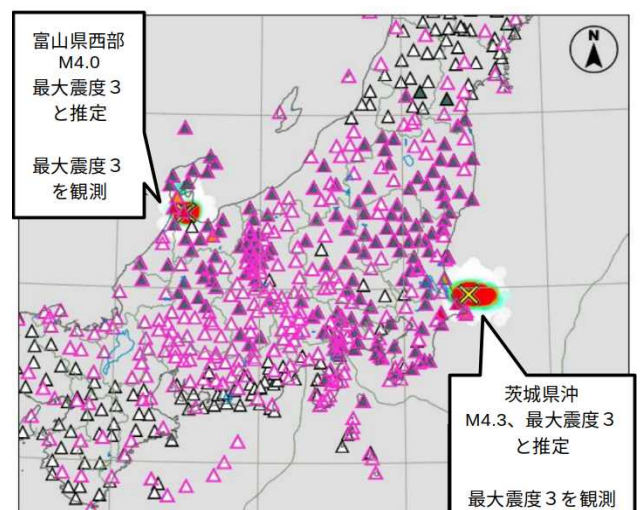 富山県西部
M4.0
最大震度３
と推定
最大震度３
を観測
N
茨城県沖
M4.3、最大震度３
と推定
最大震度３を観測